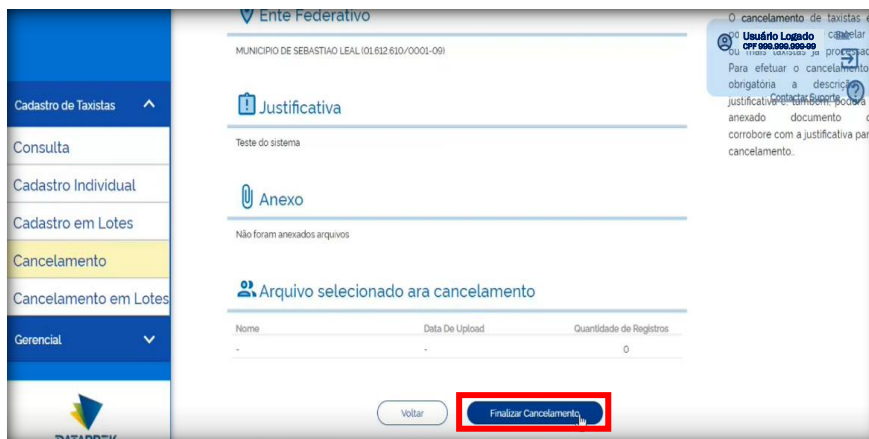 Cadastro de Taxistas
Consulta
Cadastro Individual
Cadastro em Lotes
Cancelamento
Cancelamento em Lotes
Gerencial
DATAPREV
Ente Federativo
MUNICIPIO DE SEBASTIAO LEAL (01.612.610/0001-09)
Justificativa
Teste do sistema
Anexo
Não foram anexados arquivos
Arquivo selecionado ara cancelamento
Nome Data De Upload Quantidade de Registros
- - 0
Voltar Finalizar Cancelamento
O cancelamento de taxistas
Usuário Logado
CPF 999.999.999-99
ou mais taxistas já
Para efetuar o cancelamento
obrigatória a descrição
Contactar Suporte
justificativa
anexado documento
corrobore com a justificativa par
cancelamento..